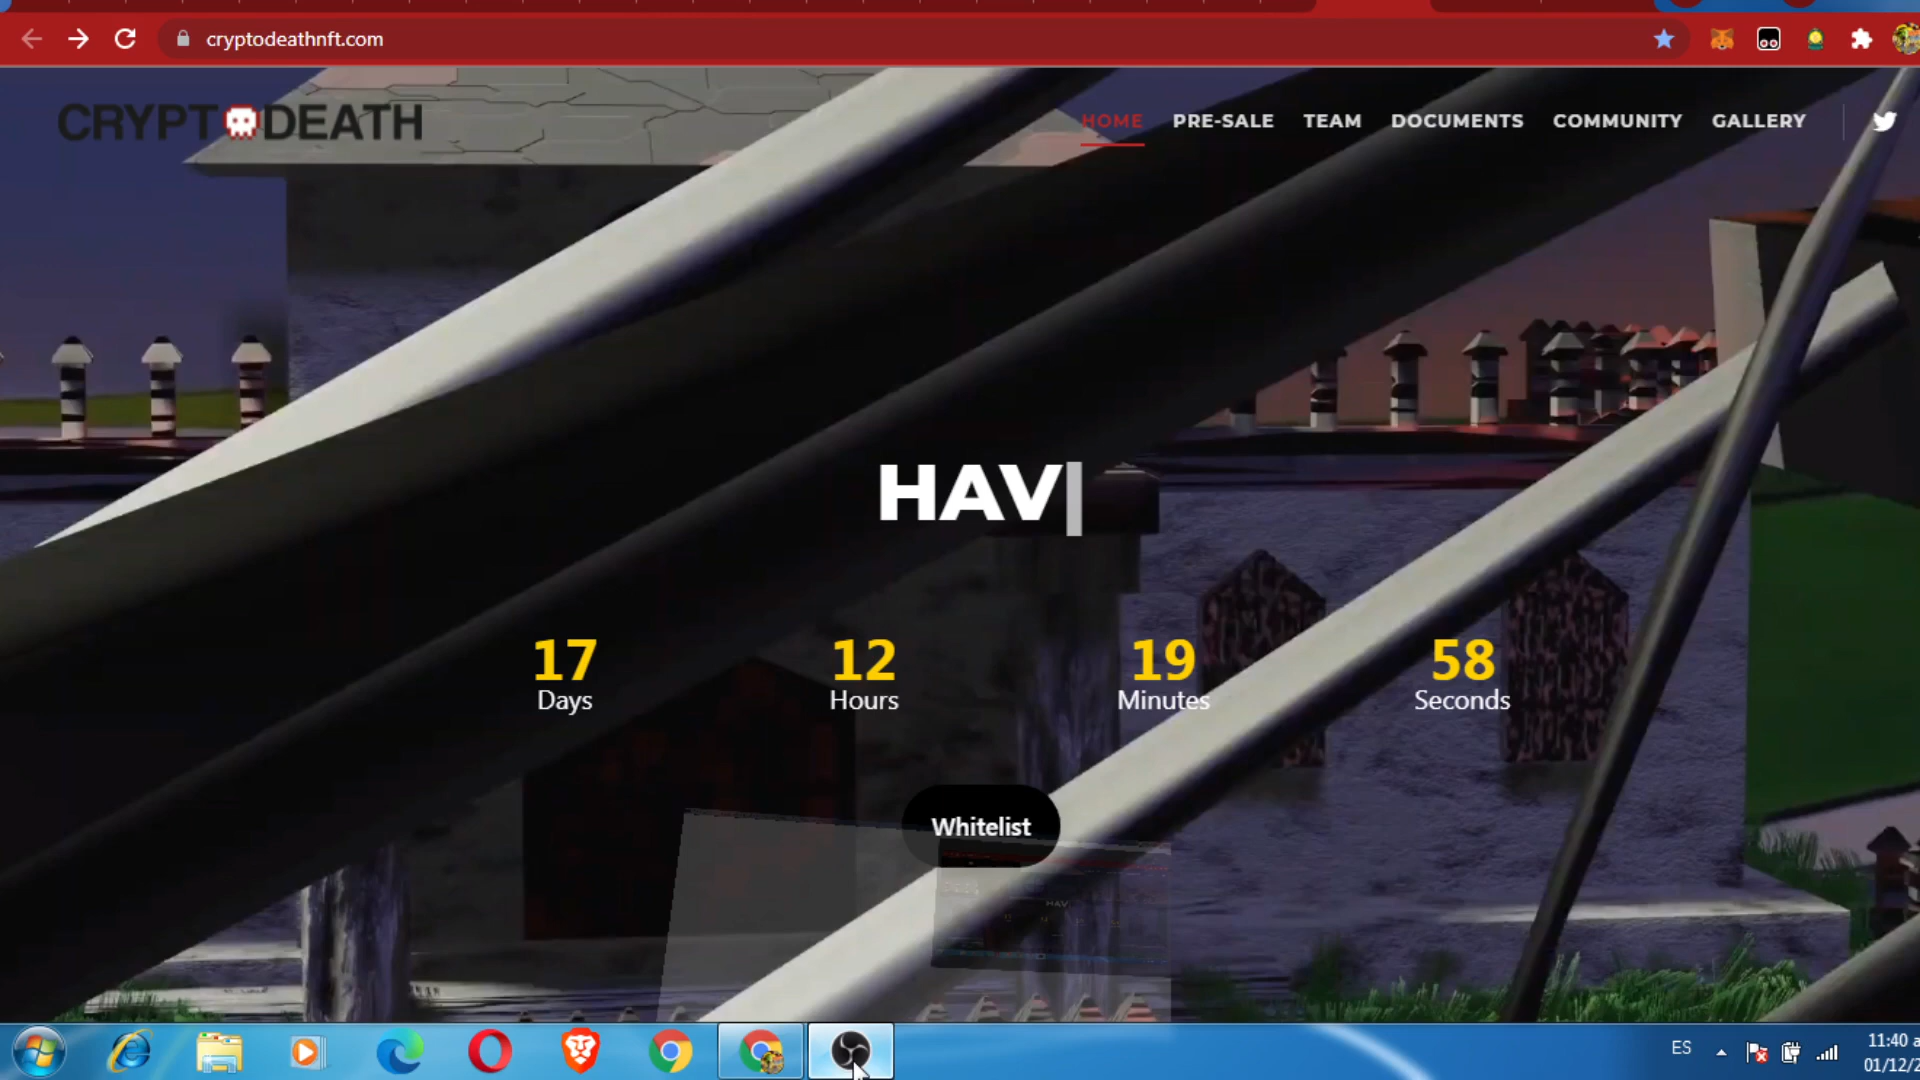 cryptodeathnft.com
CRYPTODEATH
HOME PRE-SALE TEAM DOCUMENTS COMMUNITY GALLERY
HAV
17 12 19 58
Days Hours Minutes Seconds
Whitelist
ES
11:40 a
01/12/2